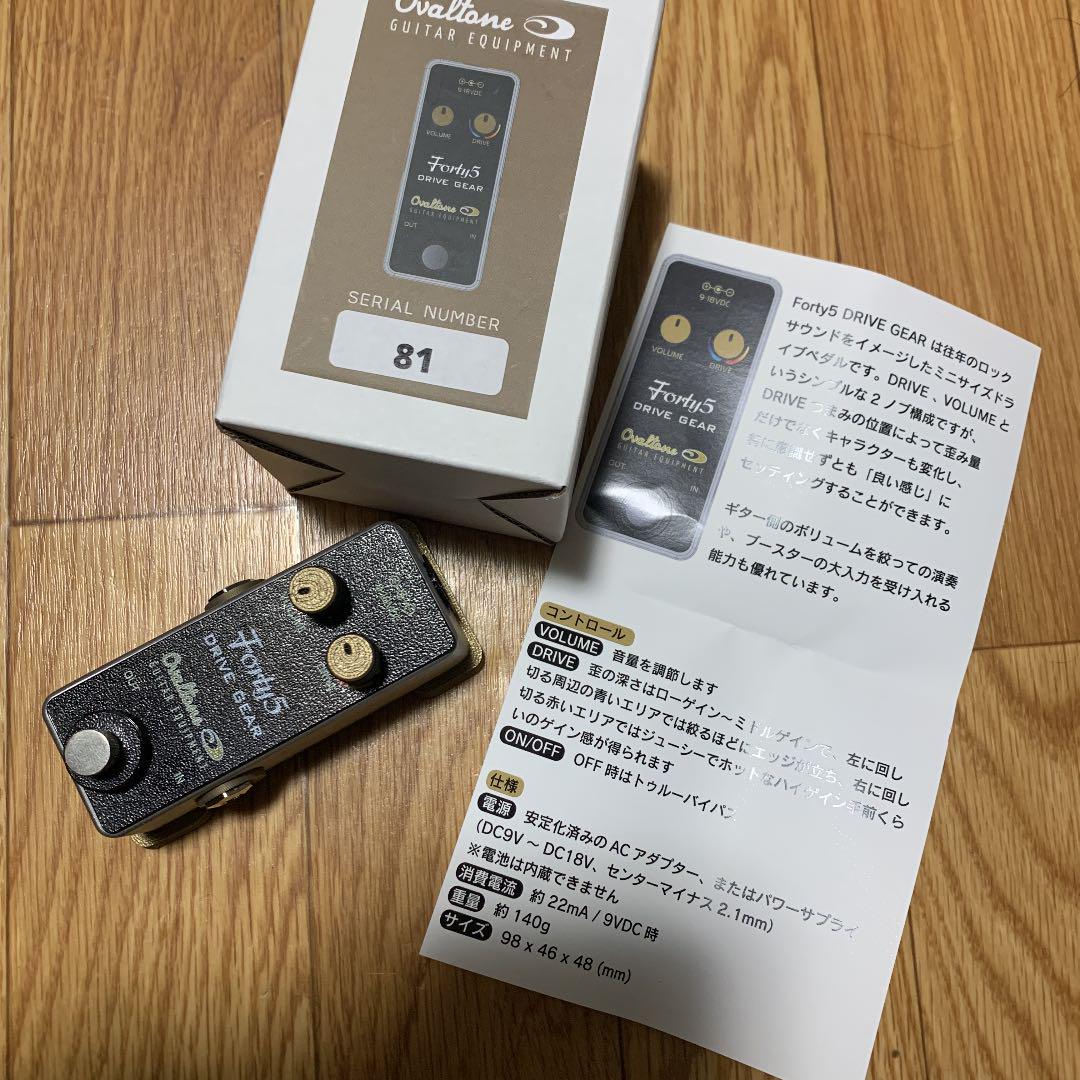 Ovaltone
GUITAR EQUIPMENT
9-18VDC
VOLUME
DRIVE
Forty5
DRIVE GEAR
Ovaltone
GUITAR EQUIPMENT
OUT
IN
SERIAL NUMBER
81
9-18VDC
VOLUME
DRIVE
Forty5
DRIVE GEAR
Ovaltone
GUITAR EQUIPMENT
OUT
IN
Forty5 DRIVE GEAR は往年のロック
サウンドをイメージしたミニサイズドラ
イブペダルです。DRIVE 、VOLUME と
いうシンプルな 2 ノブ構成ですが、
DRIVE つまみの位置によって歪み量
だけでなくキャラクターも変化し、
特に意識せずとも「良い感じ」に
セッティングすることができます。
ギター側のボリュームを絞っての演奏
や、ブースターの大入力を受け入れる
能力も優れています。
コントロール
VOLUME 音量を調節します
DRIVE 歪の深さはローゲイン～ミドルゲインで、左に回し
切る周辺の青いエリアでは絞るほどにエッジが立ち、右に回し
切る赤いエリアではジューシーでホットなハイゲイン手前くら
いのゲイン感が得られます
ON/OFF OFF 時はトゥルーバイパス
仕様
電源 安定化済みの AC アダプター、またはパワーサプライ
（DC9V ～ DC18V、センターマイナス 2.1mm）
※電池は内蔵できません
消費電流 約 22mA / 9VDC 時
重量 約 140g
サイズ 98 x 46 x 48 (mm)
Forty5
DRIVE GEAR
Ovaltone
GUITAR EQUIPMENT
OUT
IN